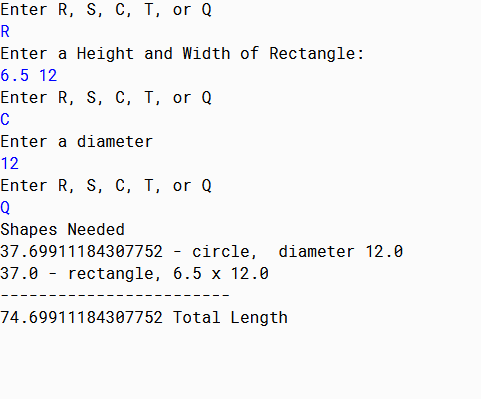 Enter R, S, C, T, or Q
R
Enter a Height and Width of Rectangle:
6.5 12
Enter R, S, C, T, or Q
C
Enter a diameter
12
Enter R, S, C, T, or Q
Q
Shapes Needed
37.69911184307752 - circle,  diameter 12.0
37.0 - rectangle, 6.5 x 12.0
------------------------
74.69911184307752 Total Length